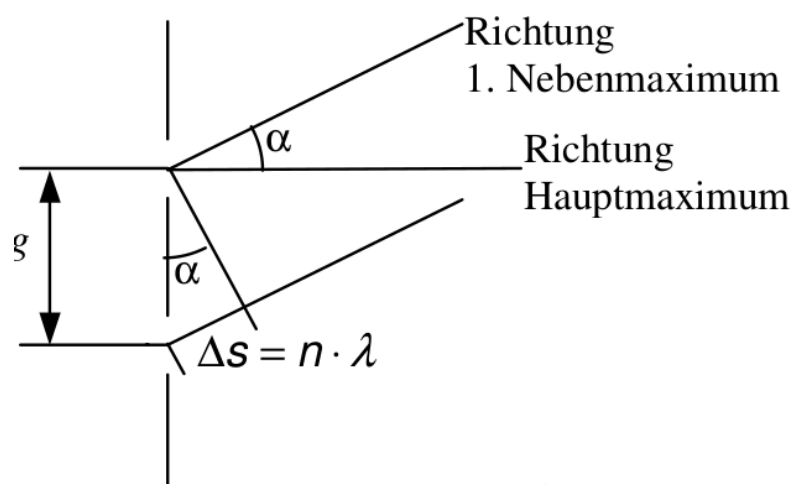 Richtung
1. Nebenmaximum
α
Richtung
Hauptmaximum
g
α
Δs = n · λ